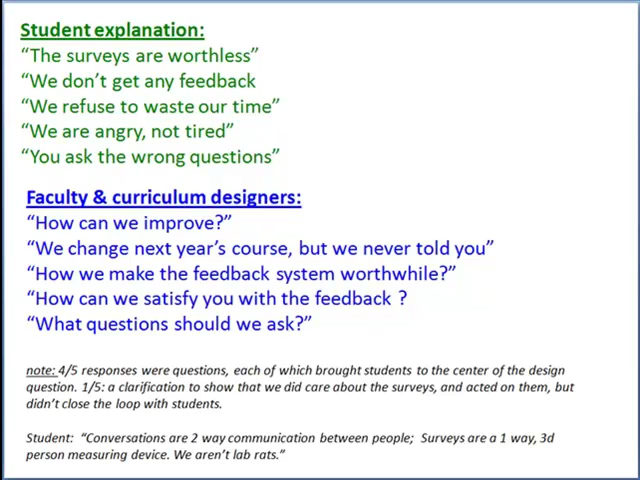 Student explanation:
“The surveys are worthless”
“We don’t get any feedback
“We refuse to waste our time”
“We are angry, not tired”
“You ask the wrong questions”
Faculty & curriculum designers:
“How can we improve?”
“We change next year’s course, but we never told you”
“How we make the feedback system worthwhile?”
“How can we satisfy you with the feedback ?
“What questions should we ask?”
note: 4/5 responses were questions, each of which brought students to the center of the design
question. 1/5: a clarification to show that we did care about the surveys, and acted on them, but
didn’t close the loop with students.
Student: “Conversations are 2 way communication between people; Surveys are a 1 way, 3d
person measuring device. We aren’t lab rats.”